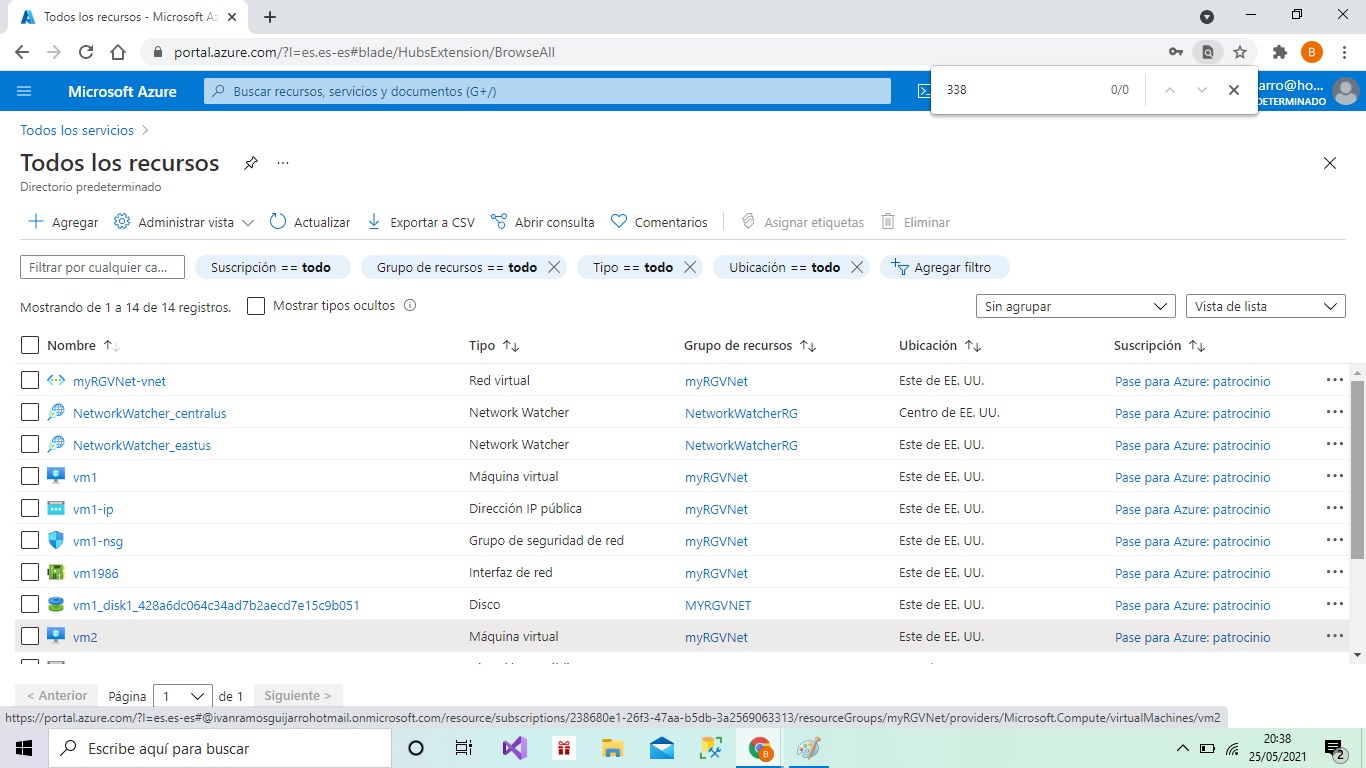 Todos los recursos - Microsoft Az
portal.azure.com/?l=es.es-es#blade/HubsExtension/BrowseAll
B
Microsoft Azure
Buscar recursos, servicios y documentos (G+/)
338
0/0
arro@ho...
DETERMINADO
Todos los servicios
Todos los recursos
Directorio predeterminado
Agregar
Administrar vista
Actualizar
Exportar a CSV
Abrir consulta
Comentarios
Asignar etiquetas
Eliminar
Filtrar por cualquier ca...
Suscripción == todo
Grupo de recursos == todo
Tipo == todo
Ubicación == todo
Agregar filtro
Mostrando de 1 a 14 de 14 registros.
Mostrar tipos ocultos
Sin agrupar
Vista de lista
Nombre Tipo Grupo de recursos Ubicación Suscripción
myRGVNet-vnet Red virtual myRGVNet Este de EE. UU. Pase para Azure: patrocinio
NetworkWatcher_centralus Network Watcher NetworkWatcherRG Centro de EE. UU. Pase para Azure: patrocinio
NetworkWatcher_eastus Network Watcher NetworkWatcherRG Este de EE. UU. Pase para Azure: patrocinio
vm1 Máquina virtual myRGVNet Este de EE. UU. Pase para Azure: patrocinio
vm1-ip Dirección IP pública myRGVNet Este de EE. UU. Pase para Azure: patrocinio
vm1-nsg Grupo de seguridad de red myRGVNet Este de EE. UU. Pase para Azure: patrocinio
vm1986 Interfaz de red myRGVNet Este de EE. UU. Pase para Azure: patrocinio
vm1_disk1_428a6dc064c34ad7b2aecd7e15c9b051 Disco MYRGVNET Este de EE. UU. Pase para Azure: patrocinio
vm2 Máquina virtual myRGVNet Este de EE. UU. Pase para Azure: patrocinio
< Anterior Página 1 de 1 Siguiente >
https://portal.azure.com/?l=es.es-es#@ivanramosguijarrohotmail.onmicrosoft.com/resource/subscriptions/238680e1-26f3-47aa-b5db-3a2569063313/resourceGroups/myRGVNet/providers/Microsoft.Compute/virtualMachines/vm2
Escribe aquí para buscar
B
20:38
25/05/2021
2